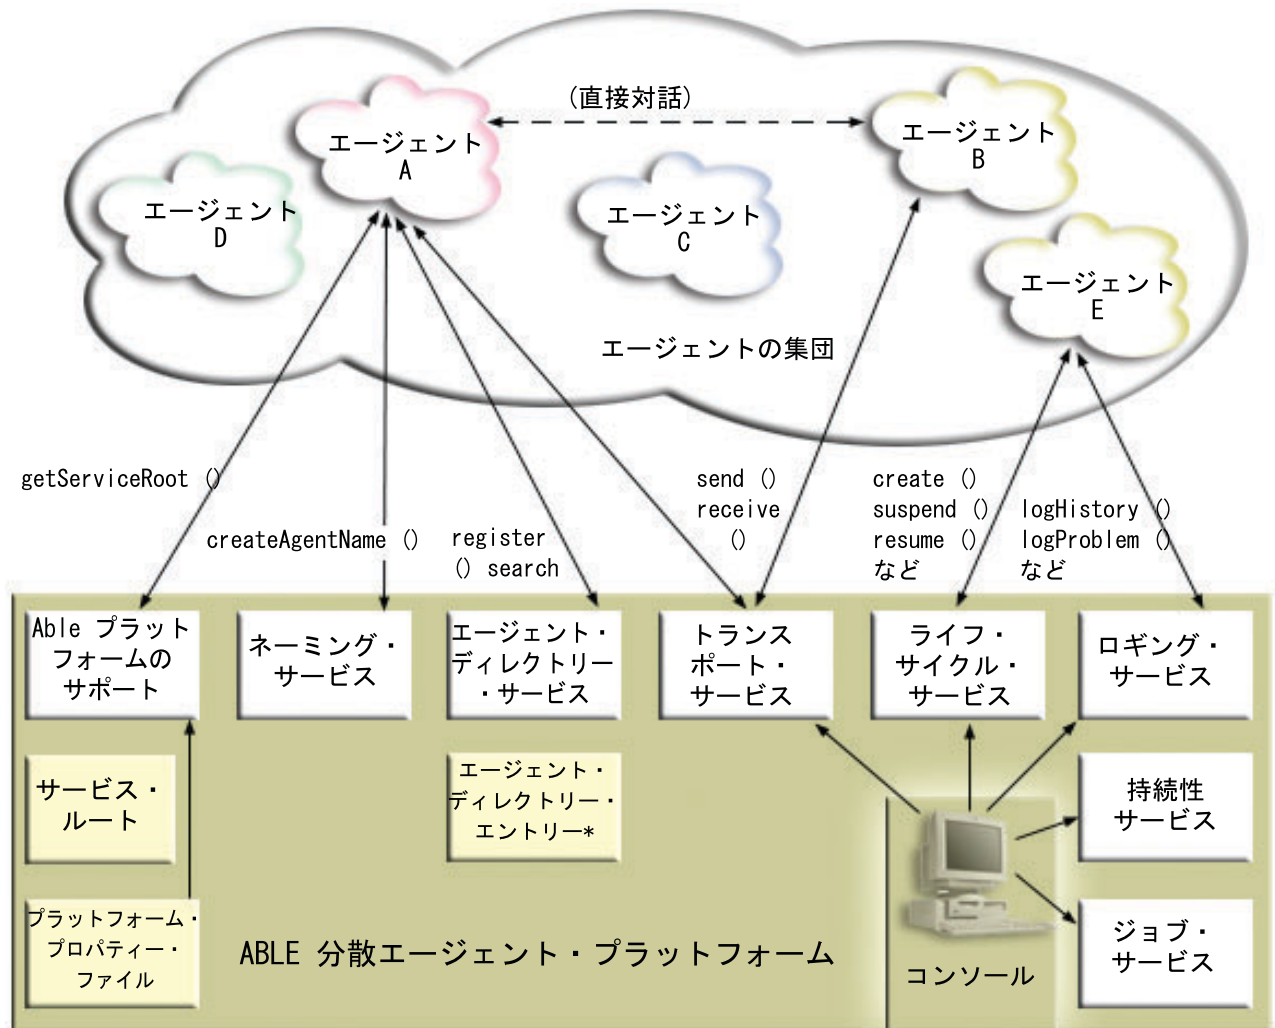 (直接対話)
エージェント
A
エージェント
B
エージェント
D
エージェント
C
エージェント
E
エージェントの集団
getServiceRoot ()
createAgentName ()
register
() search
send ()
receive
()
create ()
suspend ()
resume ()
など
logHistory ()
logProblem ()
など
Able プラット
フォームの
サポート
ネーミング・
サービス
エージェント・
ディレクトリー
・サービス
トランス
ポート・
サービス
ライフ・
サイクル・
サービス
ロギング・
サービス
サービス・
ルート
エージェント・
ディレクトリー・
エントリー*
持続性
サービス
プラットフォーム・
プロパティー・
ファイル
ABLE 分散エージェント・プラットフォーム
コンソール
ジョブ・
サービス